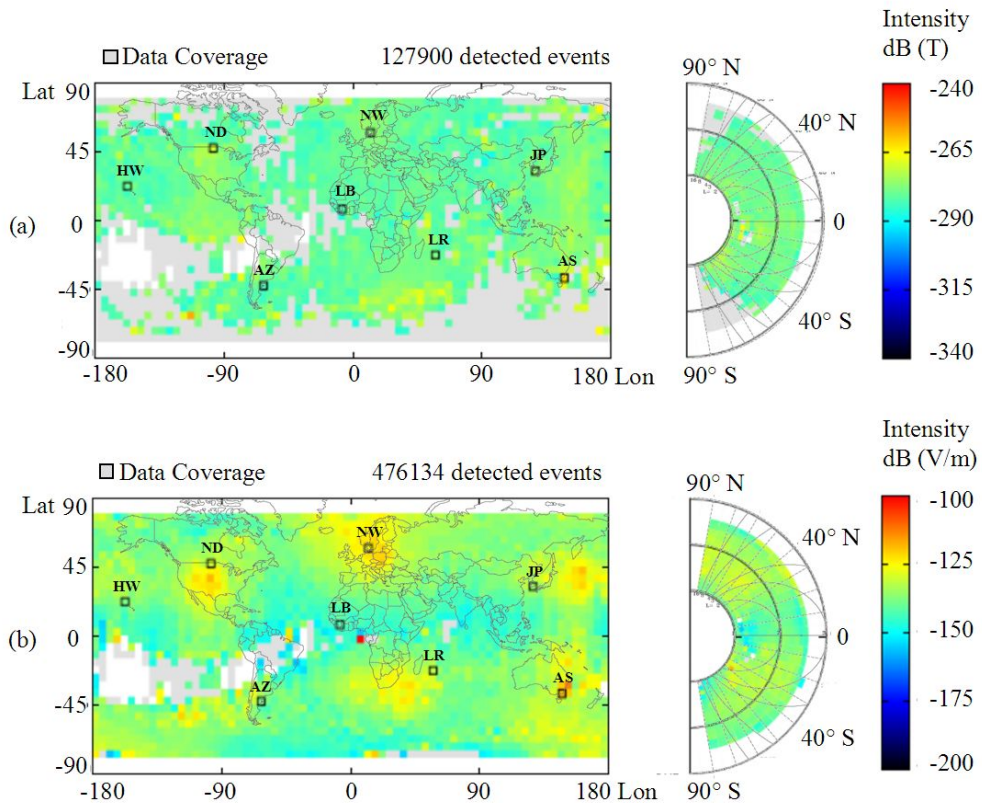 Intensity
dB (T)
Data Coverage 127900 detected events
90° N
Lat 90
-240
40° N
NW
ND
45
-265
JP
HW
LB
(a)
0
0
-290
LR
AZ
AS
-45
-315
40° S
-90
-340
-180 -90 0 90 180 Lon
90° S
Intensity
dB (V/m)
Data Coverage 476134 detected events
90° N
Lat 90
-100
40° N
NW
ND
45
-125
JP
HW
LB
(b)
0
0
-150
LR
AZ
AS
-45
-175
40° S
-90
-200
-180 -90 0 90 180 Lon
90° S